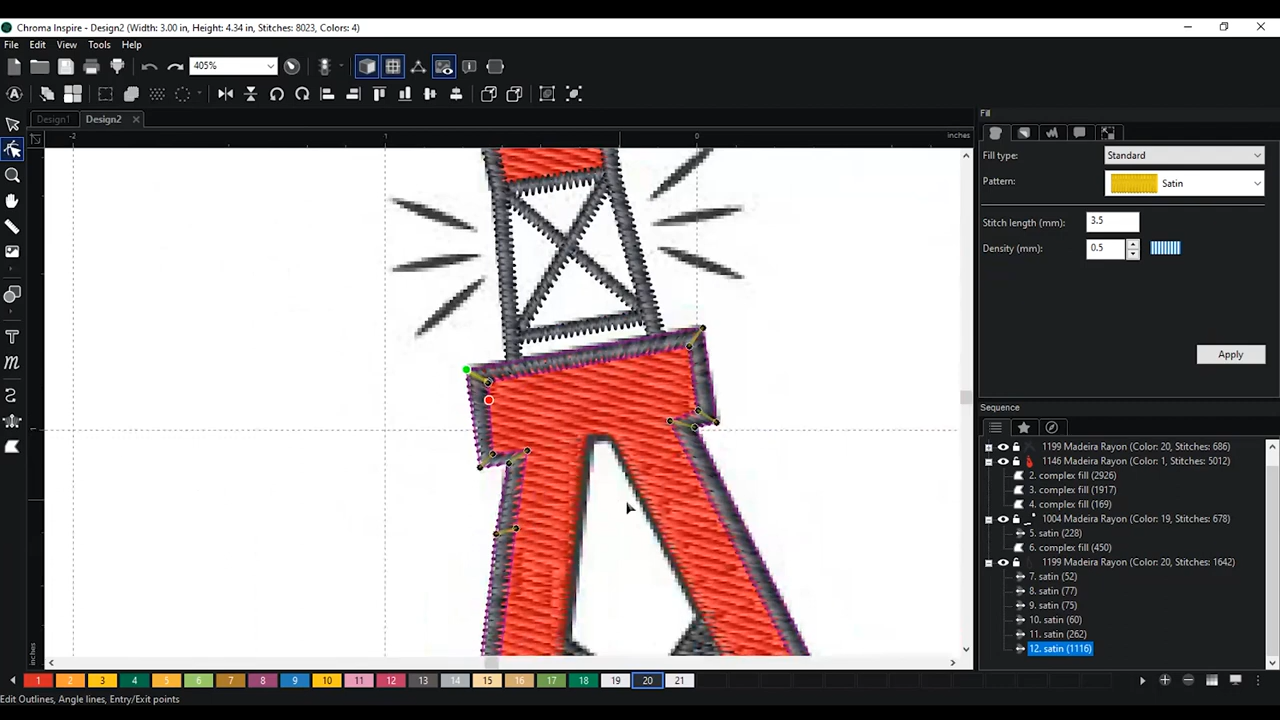 Chroma Inspire - Design2 (Width: 3.00 in, Height: 4.34 in, Stitches: 8023, Colors: 4)
File Edit View Tools Help
405%
Design1 Design2
-2 -1 0 inches
inches
Fill
Fill type: Standard
Pattern: Satin
Stitch length (mm): 3.5
Density (mm): 0.5
Apply
Sequence
1199 Madeira Rayon (Color: 20, Stitches: 686)
1146 Madeira Rayon (Color: 1, Stitches: 5012)
2. complex fill (2926)
3. complex fill (1917)
4. complex fill (169)
1004 Madeira Rayon (Color: 19, Stitches: 678)
5. satin (228)
6. complex fill (450)
1199 Madeira Rayon (Color: 20, Stitches: 1642)
7. satin (52)
8. satin (77)
9. satin (75)
10. satin (60)
11. satin (262)
12. satin (1116)
1 2 3 4 5 6 7 8 9 10 11 12 13 14 15 16 17 18 19 20 21
Edit Outlines, Angle lines, Entry/Exit points